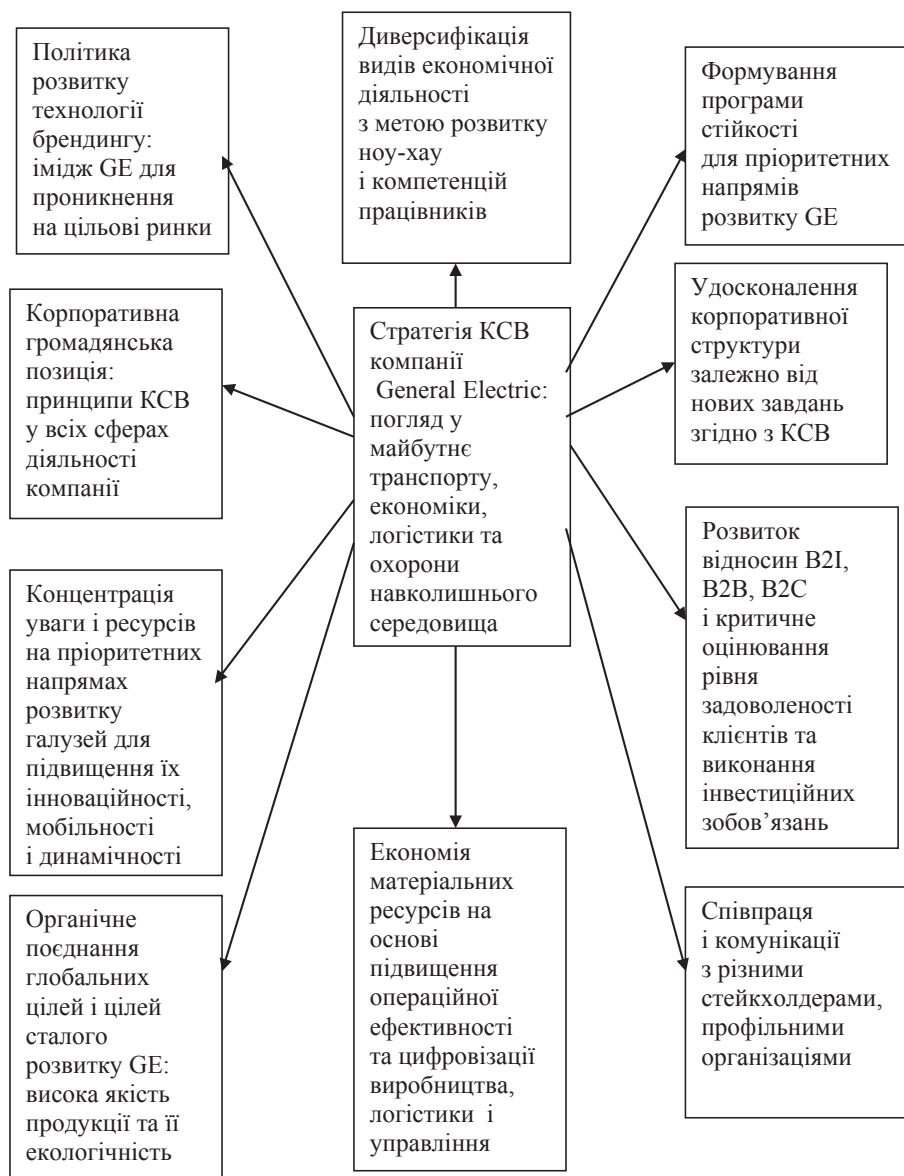 Політика
розвитку
технології
брендингу:
імідж GE для
проникнення
на цільові ринки
Диверсифікація
видів економічної
діяльності
з метою розвитку
ноу-хау
і компетенцій
працівників
Формування
програми
стійкості
для пріоритетних
напрямів
розвитку GE
Корпоративна
громадянська
позиція:
принципи КСВ
у всіх сферах
діяльності
компанії
Стратегія КСВ
компанії
General Electric:
погляд у
майбутнє
транспорту,
економіки,
логістики та
охорони
навколишнього
середовища
Удосконалення
корпоративної
структури
залежно від
нових завдань
згідно з КСВ
Концентрація
уваги і ресурсів
на пріоритетних
напрямах
розвитку
галузей для
підвищення їх
інноваційності,
мобільності
і динамічності
Розвиток
відносин B2I,
B2B, B2C
і критичне
оцінювання
рівня
задоволеності
клієнтів та
виконання
інвестиційних
зобов’язань
Органічне
поєднання
глобальних
цілей і цілей
сталого
розвитку GE:
висока якість
продукції та її
екологічність
Економія
матеріальних
ресурсів на
основі
підвищення
операційної
ефективності
та цифровізації
виробництва,
логістики і
управління
Співпраця
і комунікації
з різними
стейкхолдерами,
профільними
організаціями